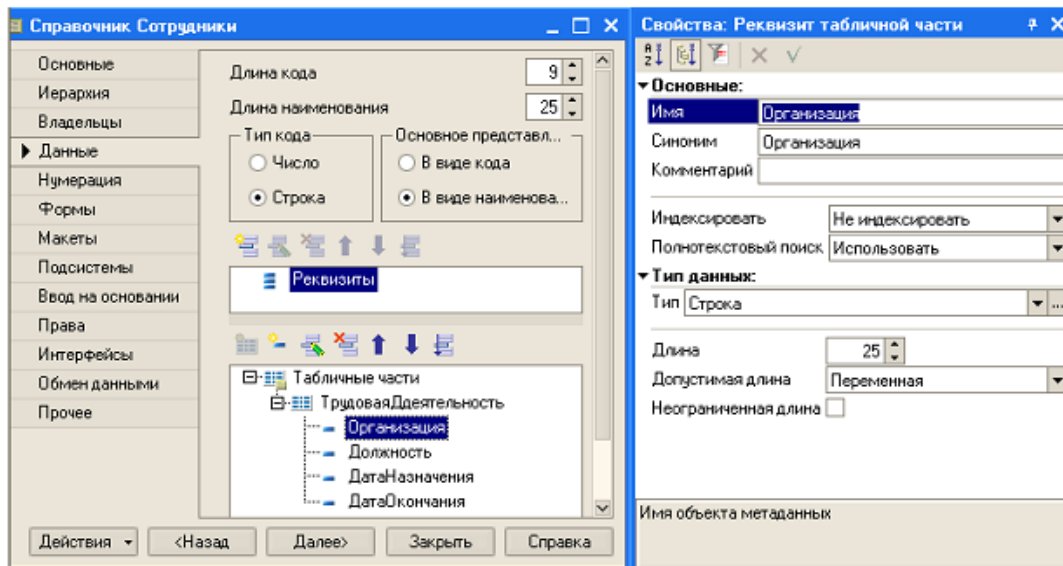 Справочник Сотрудники
Основные
Иерархия
Владельцы
Данные
Нумерация
Формы
Макеты
Подсистемы
Ввод на основании
Права
Интерфейсы
Обмен данными
Прочее
Длина кода 9
Длина наименования 25
Тип кода
Число
Строка
Основное представл...
В виде кода
В виде наименова...
Реквизиты
Табличные части
ТрудоваяДдеятельность
Организация
Должность
ДатаНазначения
ДатаОкончания
Действия <Назад Далее> Закрыть Справка
Свойства: Реквизит табличной части
Основные:
Имя Организация
Синоним Организация
Комментарий
Индексировать Не индексировать
Полнотекстовый поиск Использовать
Тип данных:
Тип Строка ...
Длина 25
Допустимая длина Переменная
Неограниченная длина
Имя объекта метаданных